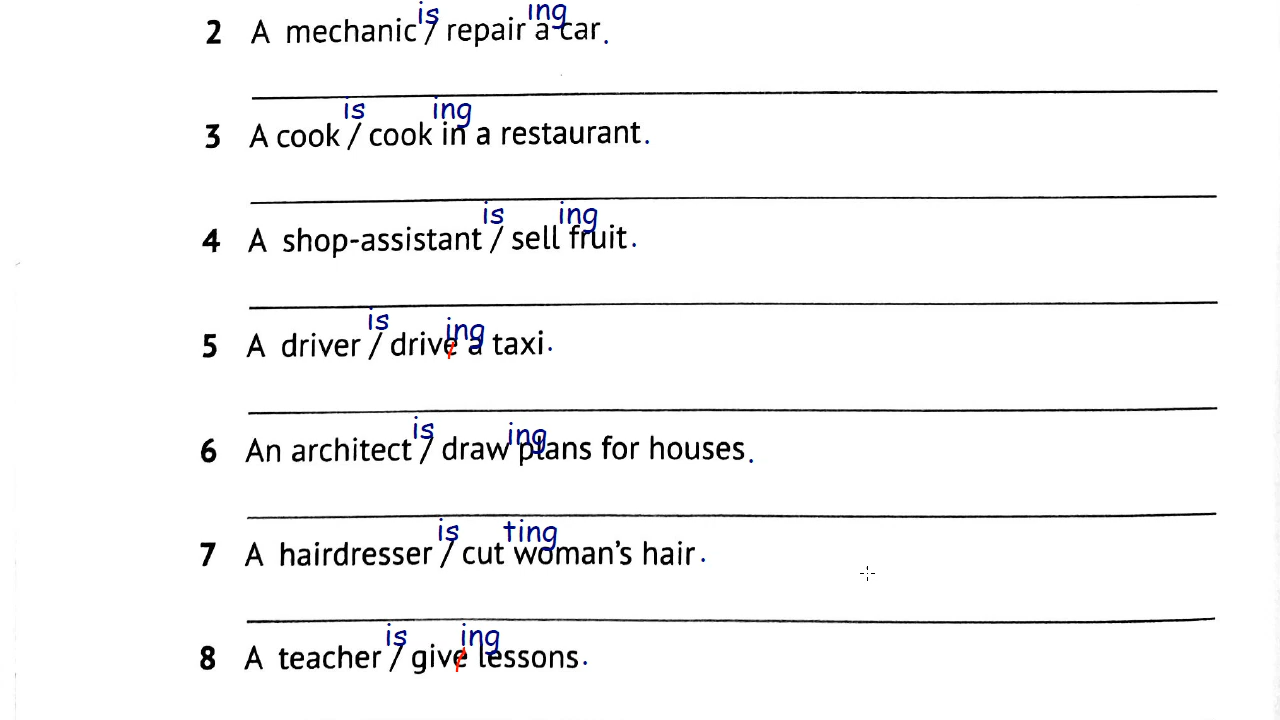 is ing
2 A mechanic / repair a car.
is ing
3 A cook / cook in a restaurant.
is ing
4 A shop-assistant / sell fruit.
is ing
5 A driver / drive a taxi.
is ing
6 An architect / draw plans for houses.
is ting
7 A hairdresser / cut woman's hair.
is ing
8 A teacher / give lessons.